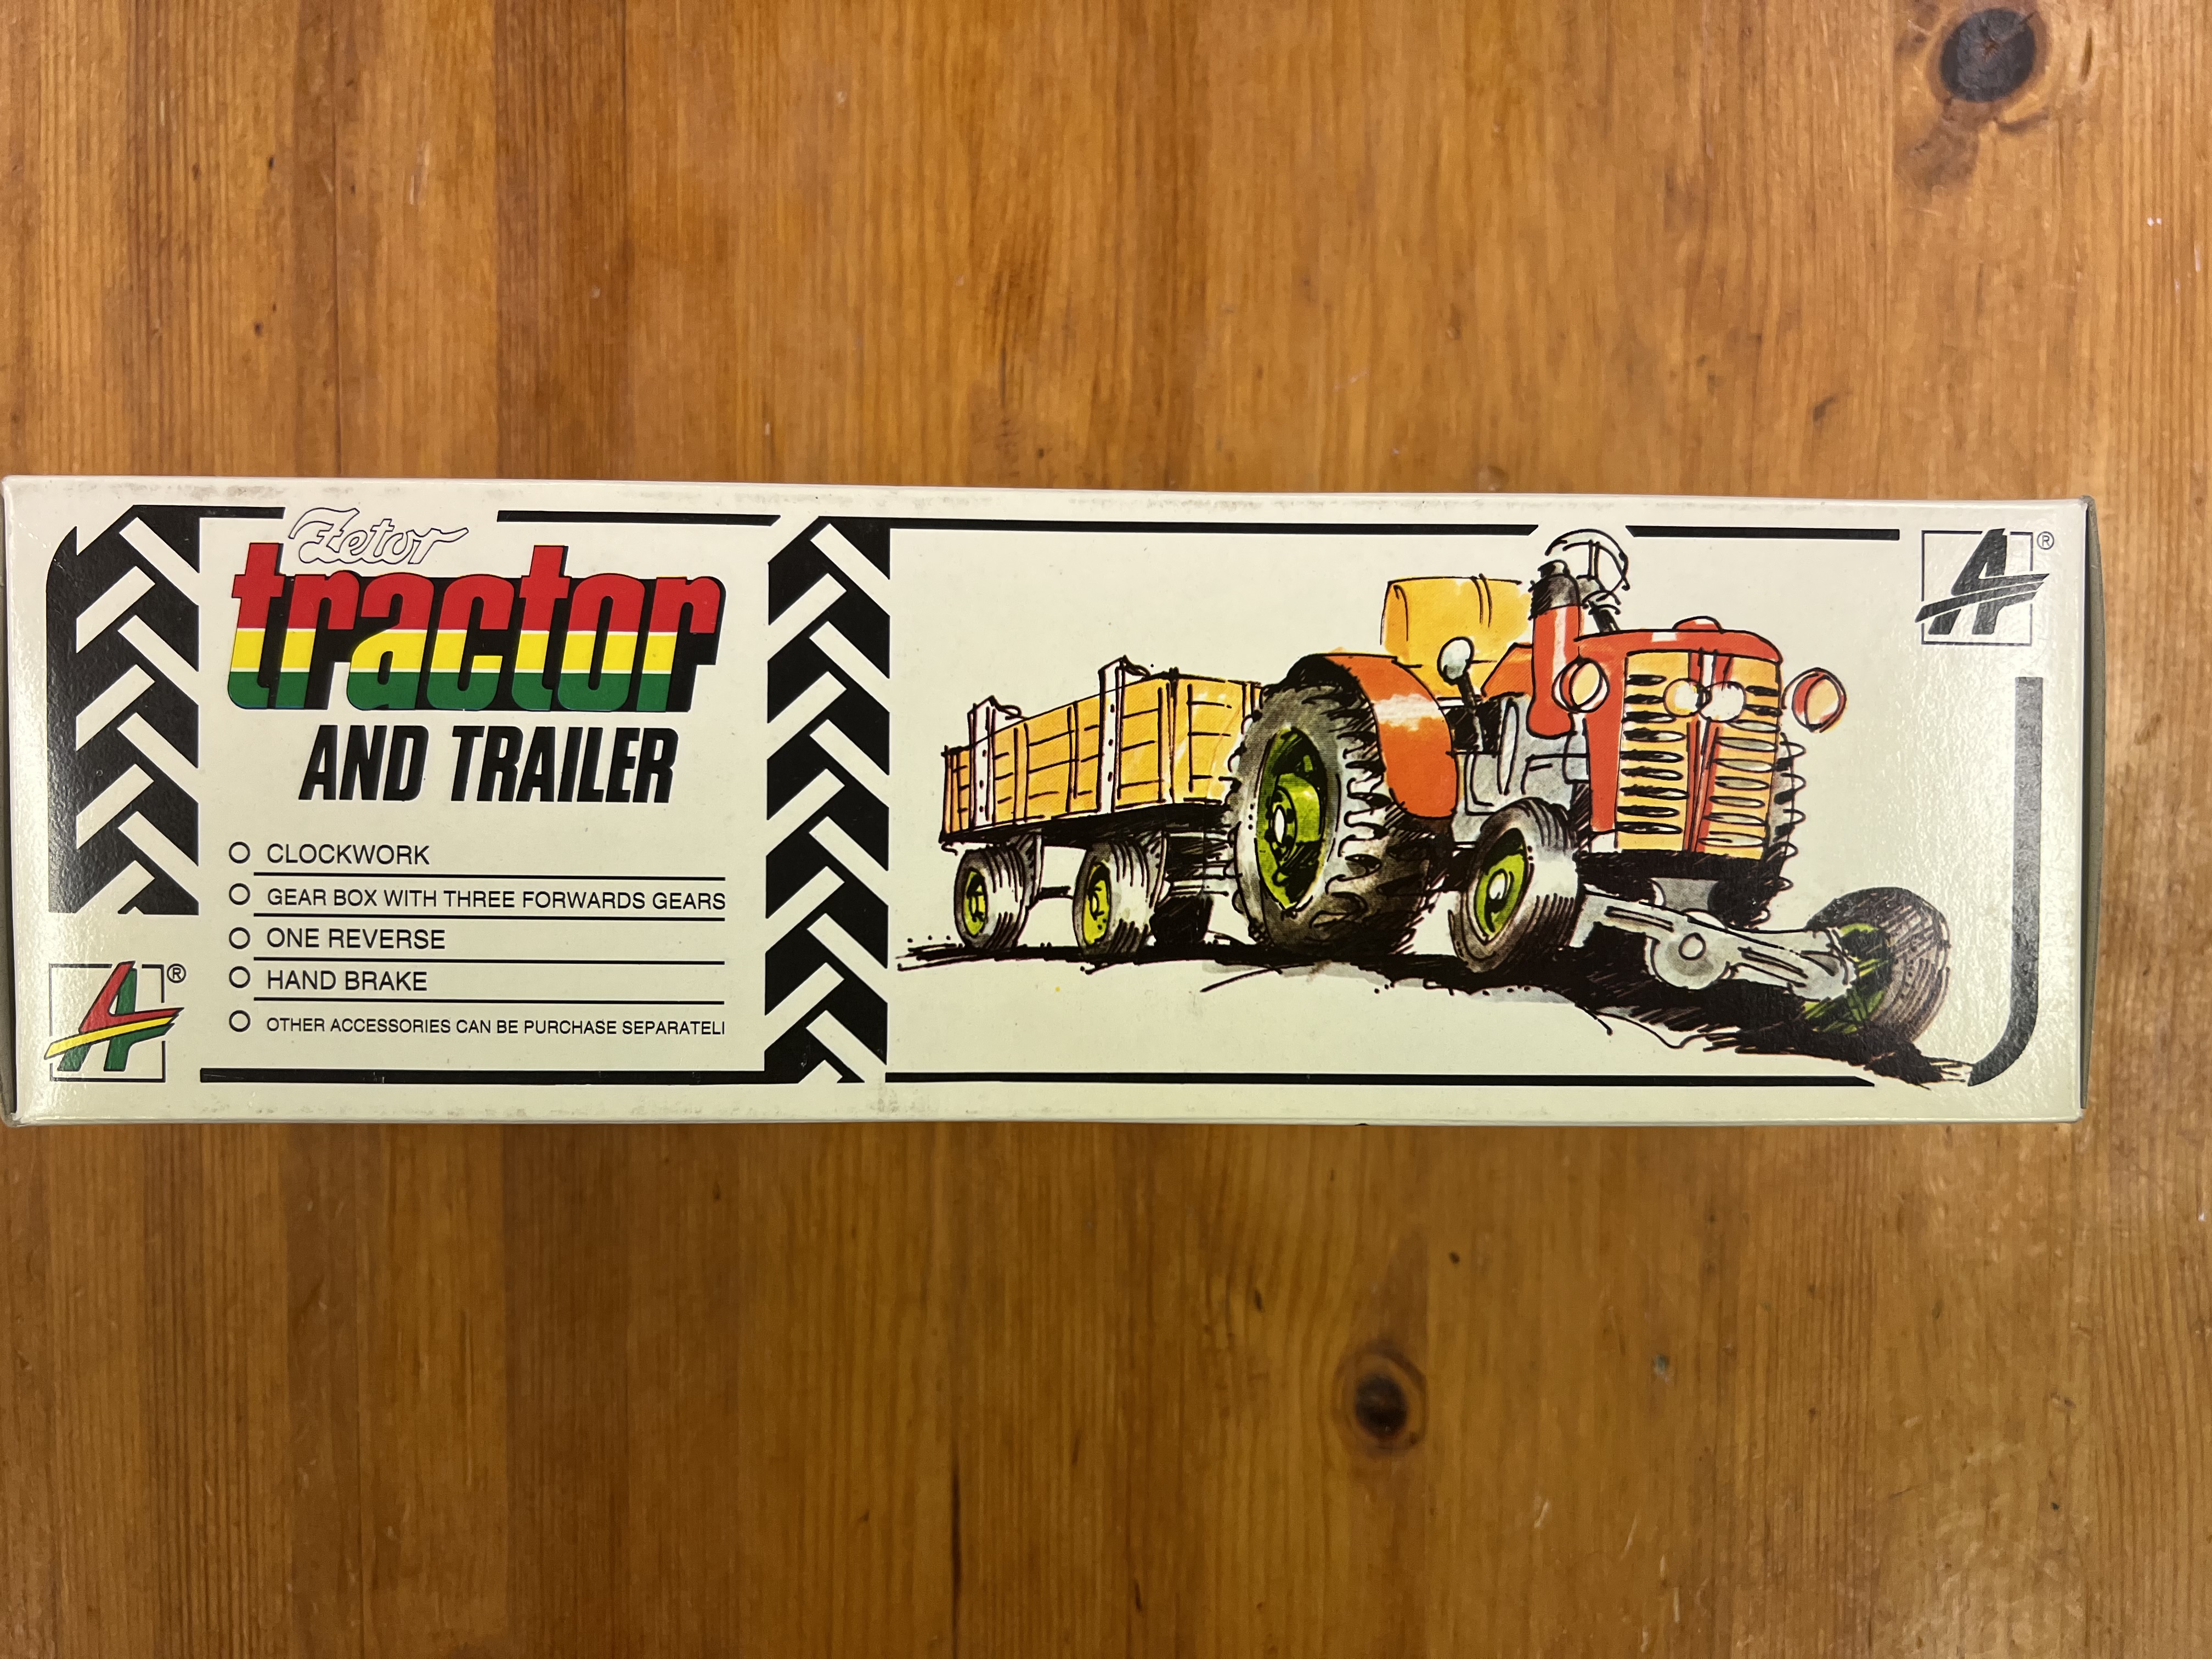 Zetor
tractor
AND TRAILER
CLOCKWORK
GEAR BOX WITH THREE FORWARDS GEARS
ONE REVERSE
HAND BRAKE
OTHER ACCESSORIES CAN BE PURCHASE SEPARATELI
®
®